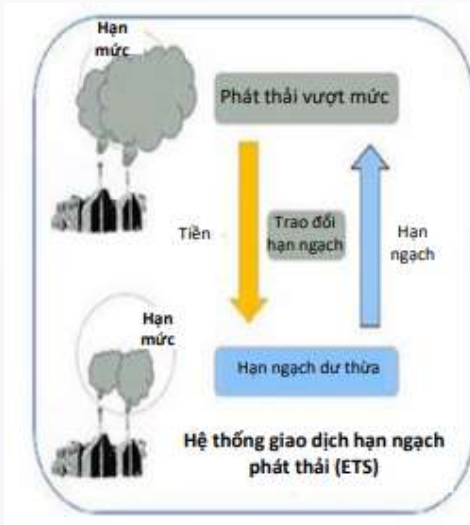 Hạn
mức
Phát thải vượt mức
Tiền
Trao đổi
hạn ngạch
Hạn
ngạch
Hạn
mức
Hạn ngạch dư thừa
Hệ thống giao dịch hạn ngạch
phát thải (ETS)